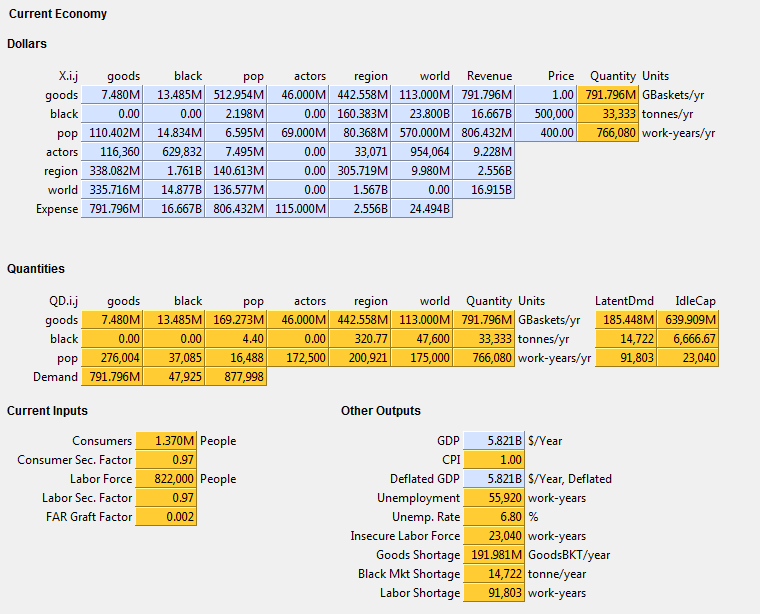 Current Economy
Dollars
X.i.j goods black pop actors region world Revenue Price Quantity Units
goods 7.480M 13.485M 512.954M 46.000M 442.558M 113.000M 791.796M 1.00 791.796M GBaskets/yr
black 0.00 0.00 2.198M 0.00 160.383M 23.800B 16.667B 500,000 33,333 tonnes/yr
pop 110.402M 14.834M 6.595M 69.000M 80.368M 570.000M 806.432M 400.00 766,080 work-years/yr
actors 116,360 629,832 7.495M 0.00 33,071 954,064 9.228M
region 338.082M 1.761B 140.613M 0.00 305.719M 9.980M 2.556B
world 335.716M 14.877B 136.577M 0.00 1.567B 0.00 16.915B
Expense 791.796M 16.667B 806.432M 115.000M 2.556B 24.494B
Quantities
QD.i.j goods black pop actors region world Quantity Units LatentDmd IdleCap
goods 7.480M 13.485M 169.273M 46.000M 442.558M 113.000M 791.796M GBaskets/yr 185.448M 639.909M
black 0.00 0.00 4.40 0.00 320.77 47,600 33,333 tonnes/yr 14,722 6,666.67
pop 276,004 37,085 16,488 172,500 200,921 175,000 766,080 work-years/yr 91,803 23,040
Demand 791.796M 47,925 877,998
Current Inputs
Consumers 1.370M People
Consumer Sec. Factor 0.97
Labor Force 822,000 People
Labor Sec. Factor 0.97
FAR Graft Factor 0.002
Other Outputs
GDP 5.821B $/Year
CPI 1.00
Deflated GDP 5.821B $/Year, Deflated
Unemployment 55,920 work-years
Unemp. Rate 6.80 %
Insecure Labor Force 23,040 work-years
Goods Shortage 191.981M GoodsBKT/year
Black Mkt Shortage 14,722 tonne/year
Labor Shortage 91,803 work-years